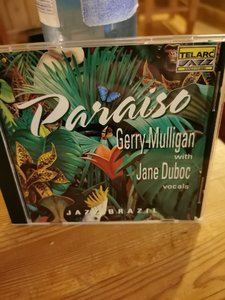 TELARC
JAZZ
Paraiso
Gerry Mulligan
with
Jane Duboc
vocals
JAZZ BRAZIL